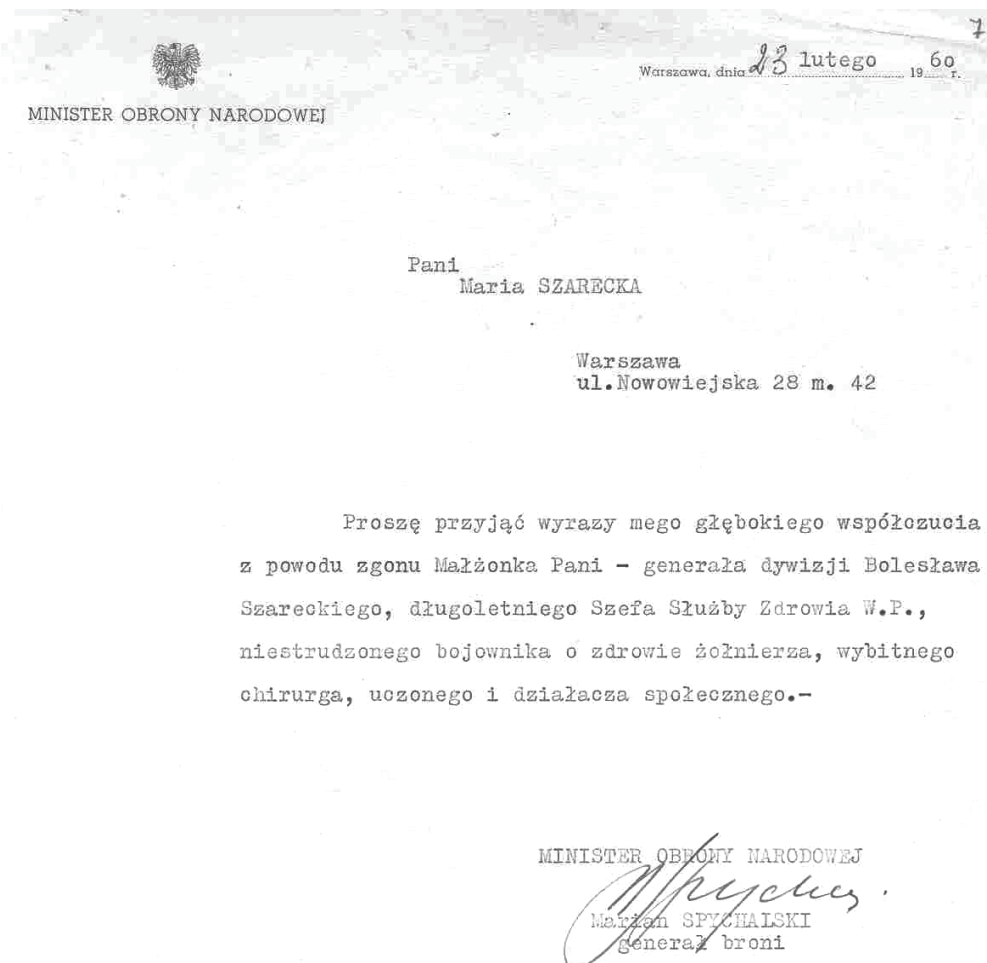 7
Warszawa, dnia 23 lutego 1960 r.
MINISTER OBRONY NARODOWEJ
Pani
Maria SZARECKA
Warszawa
ul.Nowowiejska 28 m. 42
Proszę przyjąć wyrazy mego głębokiego współczucia
z powodu zgonu Małżonka Pani - generała dywizji Bolesława
Szareckiego, długoletniego Szefa Służby Zdrowia W.P.,
niestrudzonego bojownika o zdrowie żołnierza, wybitnego
chirurga, uczonego i działacza społecznego.-
MINISTER OBRONY NARODOWEJ
Spychalski
Marian SPYCHALSKI
generał broni